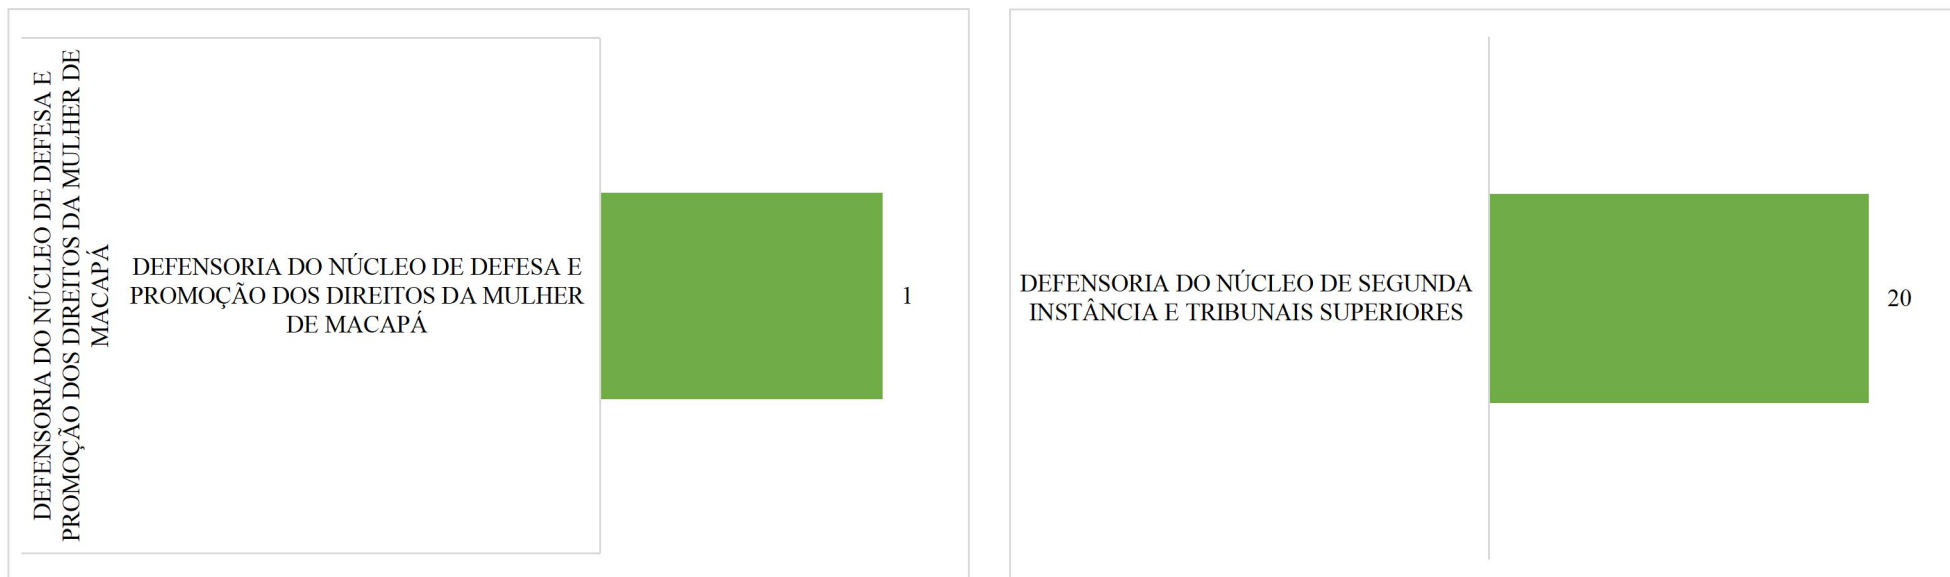 DEFENSORIA DO NÚCLEO DE DEFESA E
PROMOÇÃO DOS DIREITOS DA MULHER DE
MACAPÁ
DEFENSORIA DO NÚCLEO DE DEFESA E
PROMOÇÃO DOS DIREITOS DA MULHER
DE MACAPÁ
1
DEFENSORIA DO NÚCLEO DE SEGUNDA
INSTÂNCIA E TRIBUNAIS SUPERIORES
20